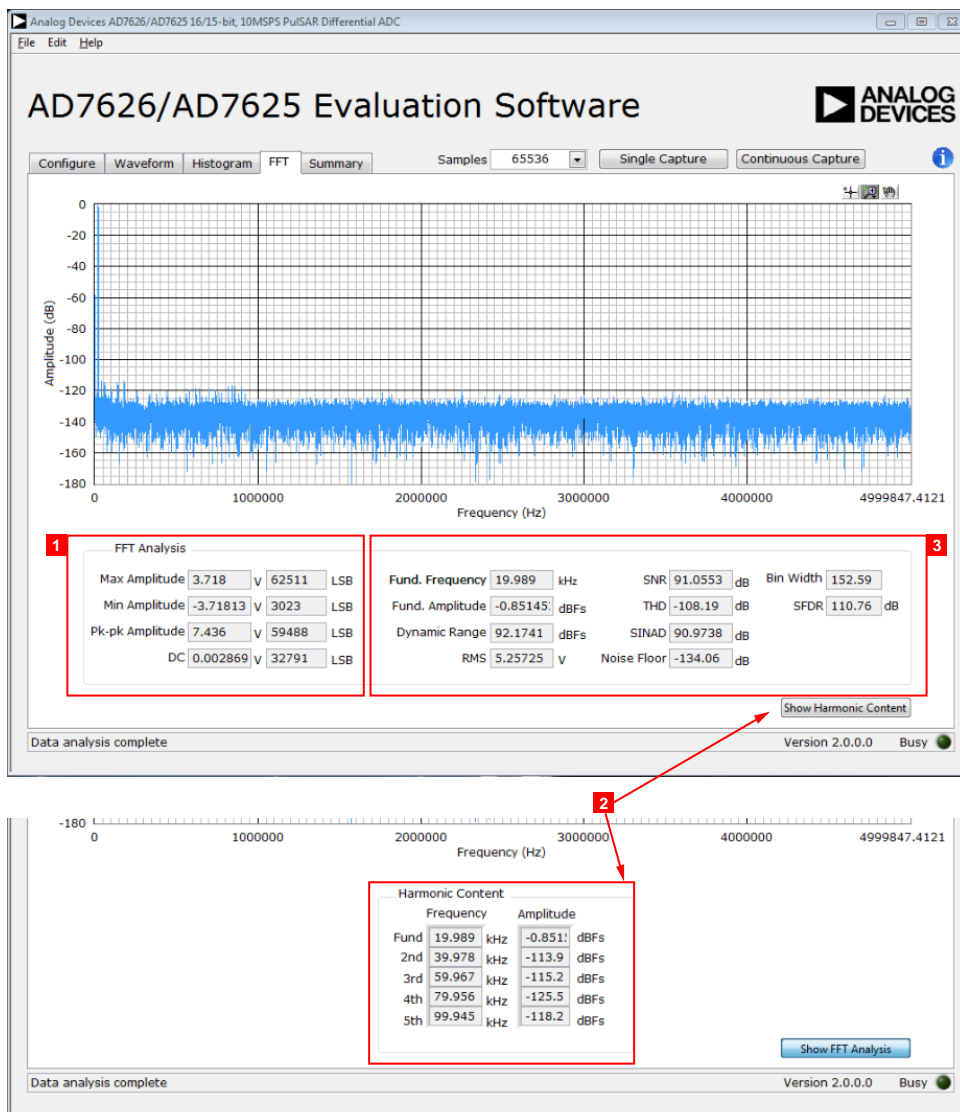 Analog Devices AD7626/AD7625 16/15-bit, 10MSPS PulSAR Differential ADC
File Edit Help
AD7626/AD7625 Evaluation Software
ANALOG
DEVICES
Configure Waveform Histogram FFT Summary Samples 65536 Single Capture Continuous Capture i
0
-20
-40
-60
-80
-100
-120
-140
-160
-180
Amplitude (dB)
0 1000000 2000000 3000000 4000000 4999847.4121
Frequency (Hz)
1 3
FFT Analysis
Max Amplitude 3.718 V 62511 LSB Fund. Frequency 19.989 kHz SNR 91.0553 dB Bin Width 152.59
Min Amplitude -3.71813 V 3023 LSB Fund. Amplitude -0.85145 dBFs THD -108.19 dB SFDR 110.76 dB
Pk-pk Amplitude 7.436 V 59488 LSB Dynamic Range 92.1741 dBFs SINAD 90.9738 dB
DC 0.002869 V 32791 LSB RMS 5.25725 V Noise Floor -134.06 dB
Show Harmonic Content
Data analysis complete Version 2.0.0.0 Busy
2
-180
0 1000000 2000000 3000000 4000000 4999847.4121
Frequency (Hz)
Harmonic Content
Frequency Amplitude
Fund 19.989 kHz -0.851 dBFs
2nd 39.978 kHz -113.9 dBFs
3rd 59.967 kHz -115.2 dBFs
4th 79.956 kHz -125.5 dBFs
5th 99.945 kHz -118.2 dBFs
Show FFT Analysis
Data analysis complete Version 2.0.0.0 Busy